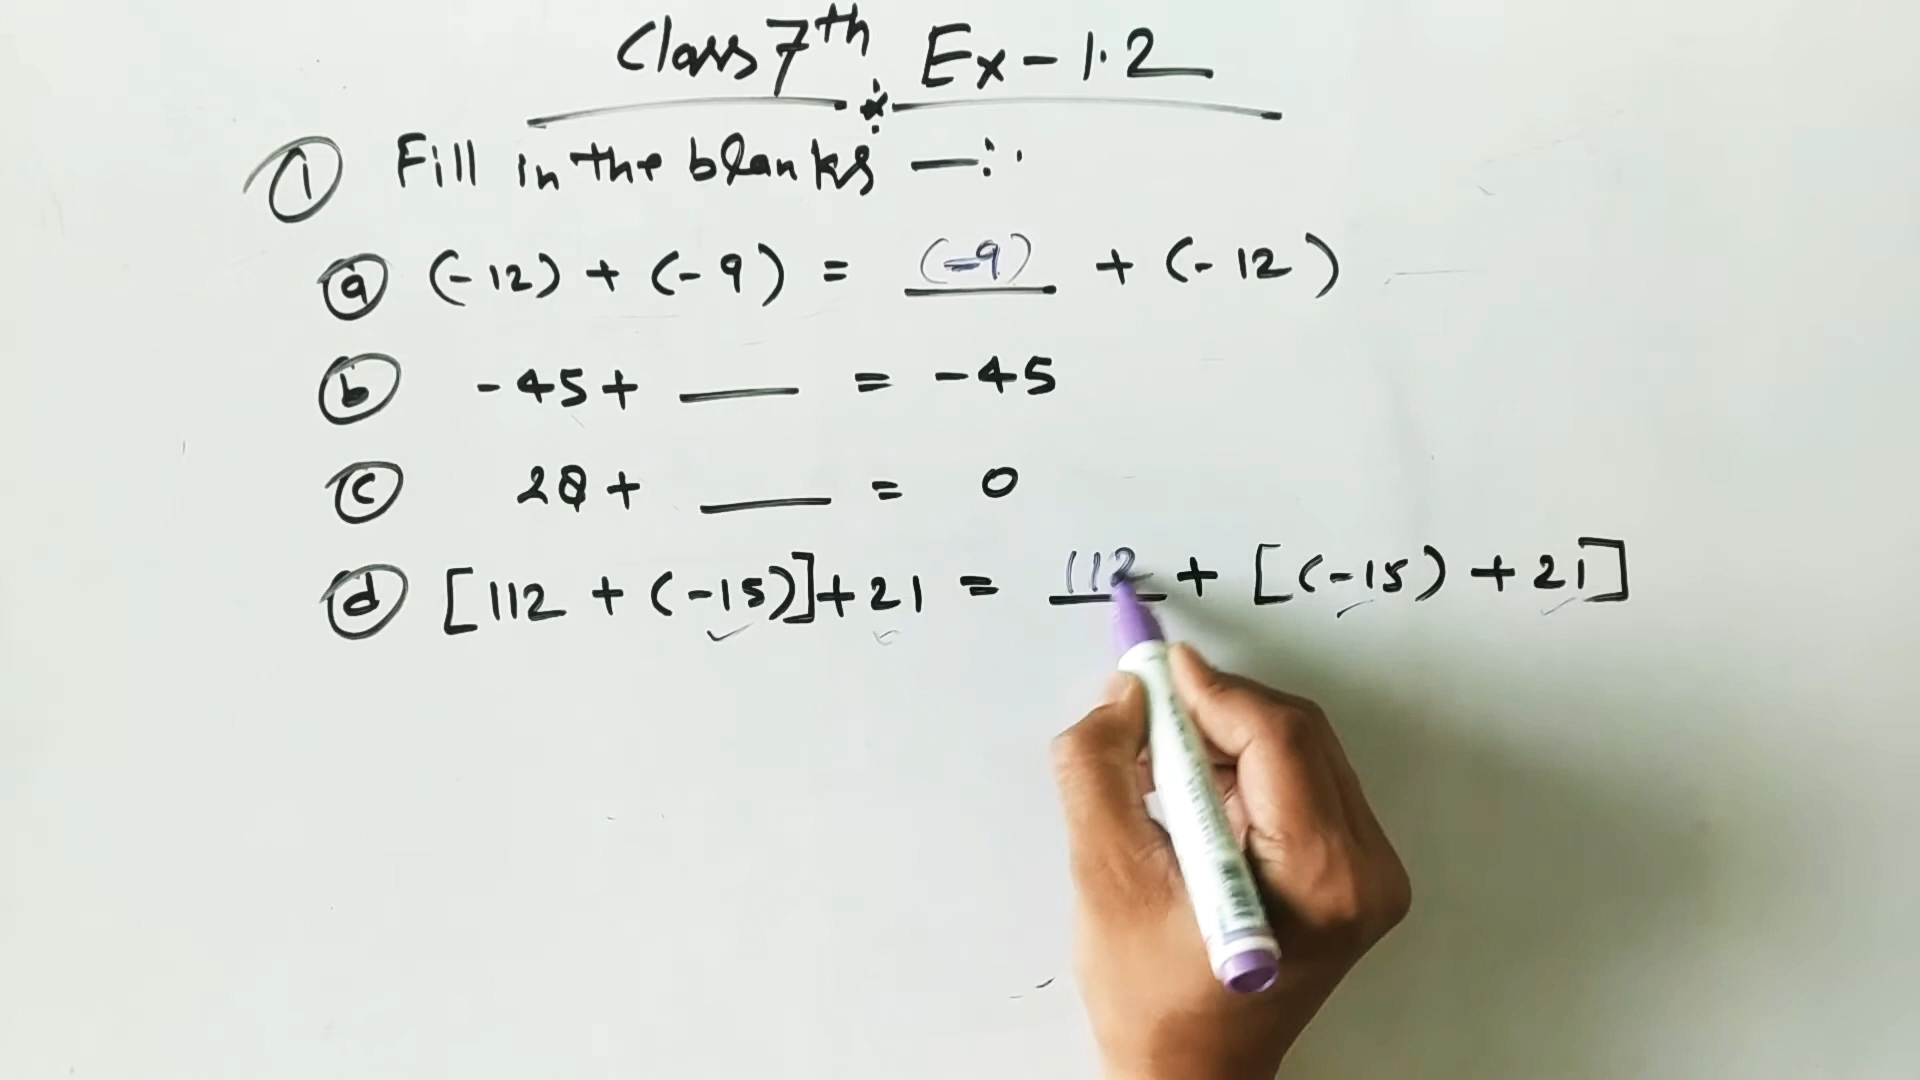 Class 7th Ex-1.2
① Fill in the blanks —:·
ⓐ (-12) + (-9) = (-9) + (-12)
ⓑ -45 + ____ = -45
ⓒ 28 + ____ = 0
ⓓ [112 + (-15)] + 21 = 112 + [(-15) + 21]